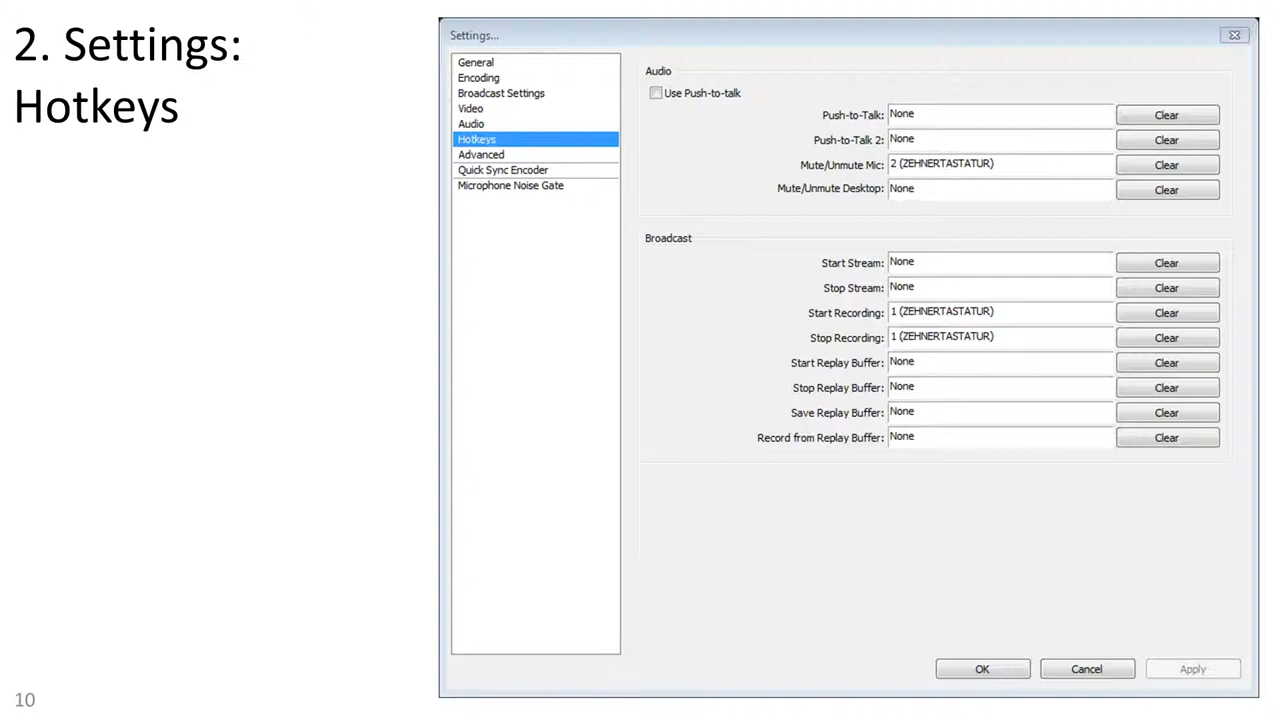 2. Settings:
Hotkeys
Settings...
General
Encoding
Broadcast Settings
Video
Audio
Hotkeys
Advanced
Quick Sync Encoder
Microphone Noise Gate
Audio
Use Push-to-talk
Push-to-Talk: None Clear
Push-to-Talk 2: None Clear
Mute/Unmute Mic: 2 (ZEHNERTASTATUR) Clear
Mute/Unmute Desktop: None Clear
Broadcast
Start Stream: None Clear
Stop Stream: None Clear
Start Recording: 1 (ZEHNERTASTATUR) Clear
Stop Recording: 1 (ZEHNERTASTATUR) Clear
Start Replay Buffer: None Clear
Stop Replay Buffer: None Clear
Save Replay Buffer: None Clear
Record from Replay Buffer: None Clear
OK Cancel Apply
10